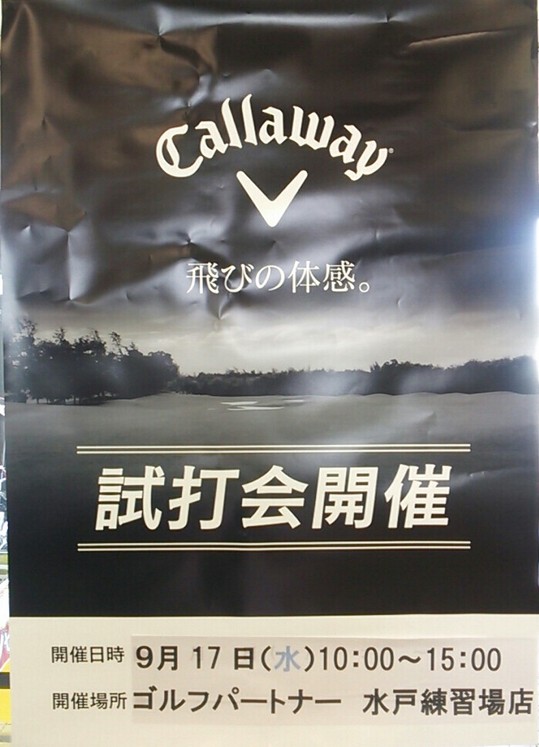 Callaway
飛びの体感。
試打会開催
開催日時 9月 17 日(水)10:00～15:00
開催場所 ゴルフパートナー 水戸練習場店